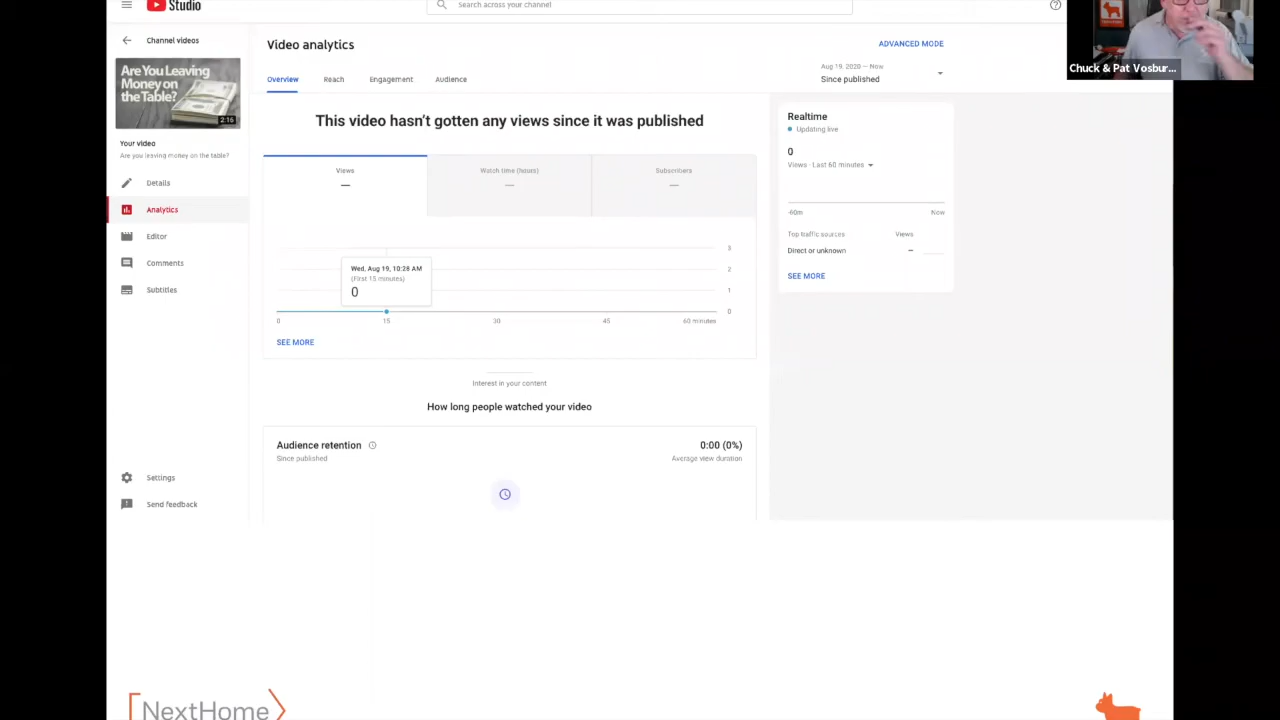 Studio
Search across your channel
Channel videos
Are You Leaving
Money on
the Table?
2:16
Your video
Are you leaving money on the table?
Details
Analytics
Editor
Comments
Subtitles
Settings
Send feedback
Video analytics
ADVANCED MODE
Overview
Reach
Engagement
Audience
Aug 19, 2020 — Now
Since published
This video hasn't gotten any views since it was published
Views
—
Watch time (hours)
—
Subscribers
—
3
2
1
0
Wed, Aug 19, 10:28 AM
(First 15 minutes)
0
0
15
30
45
60 minutes
SEE MORE
Interest in your content
How long people watched your video
Audience retention
Since published
0:00 (0%)
Average view duration
Realtime
Updating live
0
Views · Last 60 minutes
-60m
Now
Top traffic sources
Views
Direct or unknown
—
SEE MORE
Chuck & Pat Vosbur...
NextHome